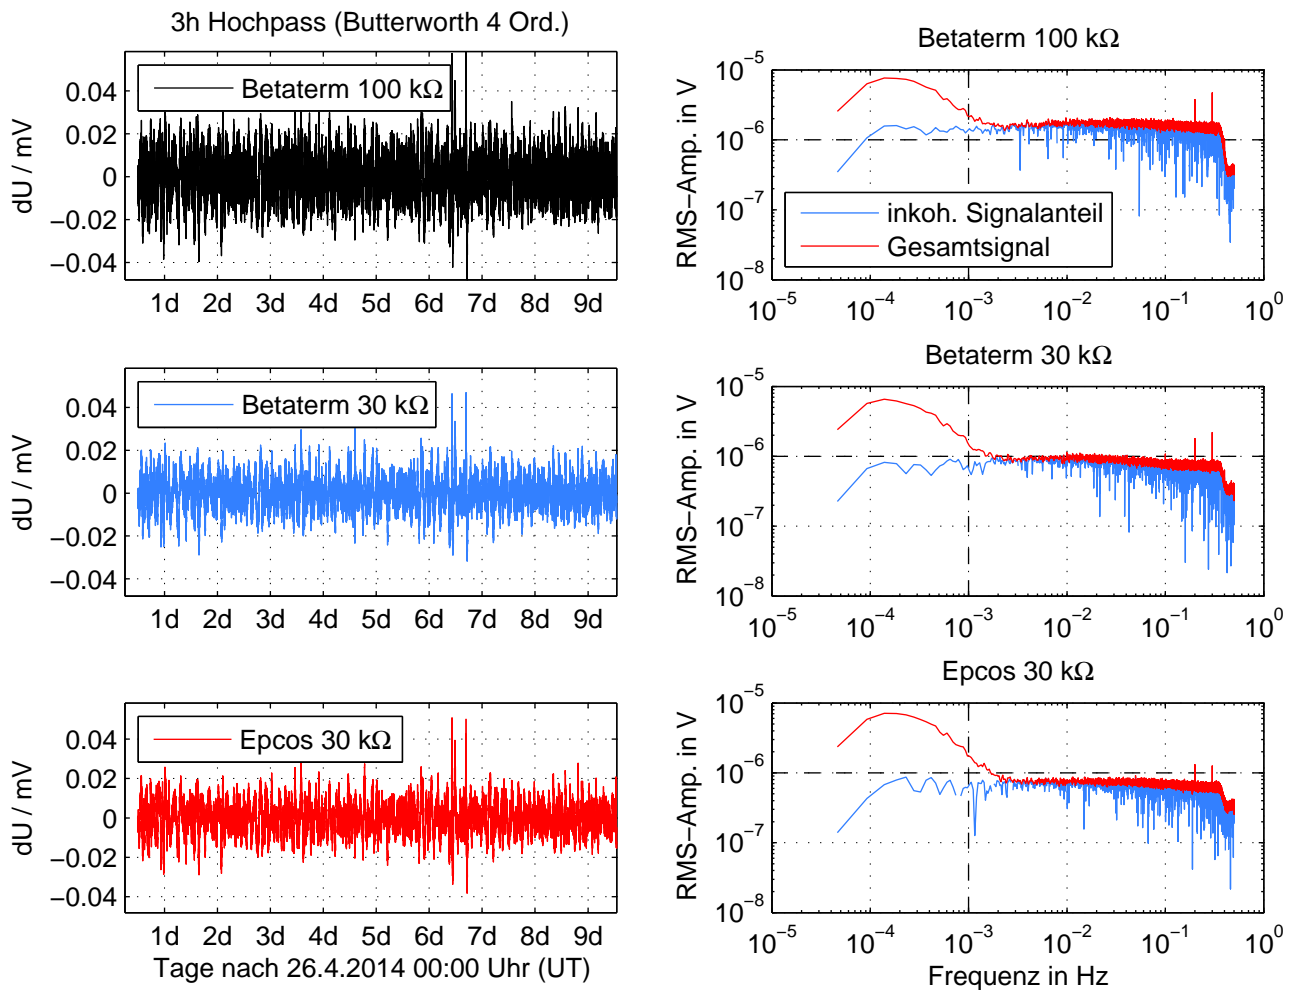 3h Hochpass (Butterworth 4 Ord.)
dU / mV
0.04
0.02
0
−0.02
−0.04
Betaterm 100 kΩ
1d 2d 3d 4d 5d 6d 7d 8d 9d
dU / mV
0.04
0.02
0
−0.02
−0.04
Betaterm 30 kΩ
1d 2d 3d 4d 5d 6d 7d 8d 9d
dU / mV
0.04
0.02
0
−0.02
−0.04
Epcos 30 kΩ
1d 2d 3d 4d 5d 6d 7d 8d 9d
Tage nach 26.4.2014 00:00 Uhr (UT)
Betaterm 100 kΩ
RMS−Amp. in V
10⁻⁵
10⁻⁶
10⁻⁷
10⁻⁸
inkoh. Signalanteil
Gesamtsignal
10⁻⁵ 10⁻⁴ 10⁻³ 10⁻² 10⁻¹ 10⁰
Betaterm 30 kΩ
RMS−Amp. in V
10⁻⁵
10⁻⁶
10⁻⁷
10⁻⁸
10⁻⁵ 10⁻⁴ 10⁻³ 10⁻² 10⁻¹ 10⁰
Epcos 30 kΩ
RMS−Amp. in V
10⁻⁵
10⁻⁶
10⁻⁷
10⁻⁸
10⁻⁵ 10⁻⁴ 10⁻³ 10⁻² 10⁻¹ 10⁰
Frequenz in Hz